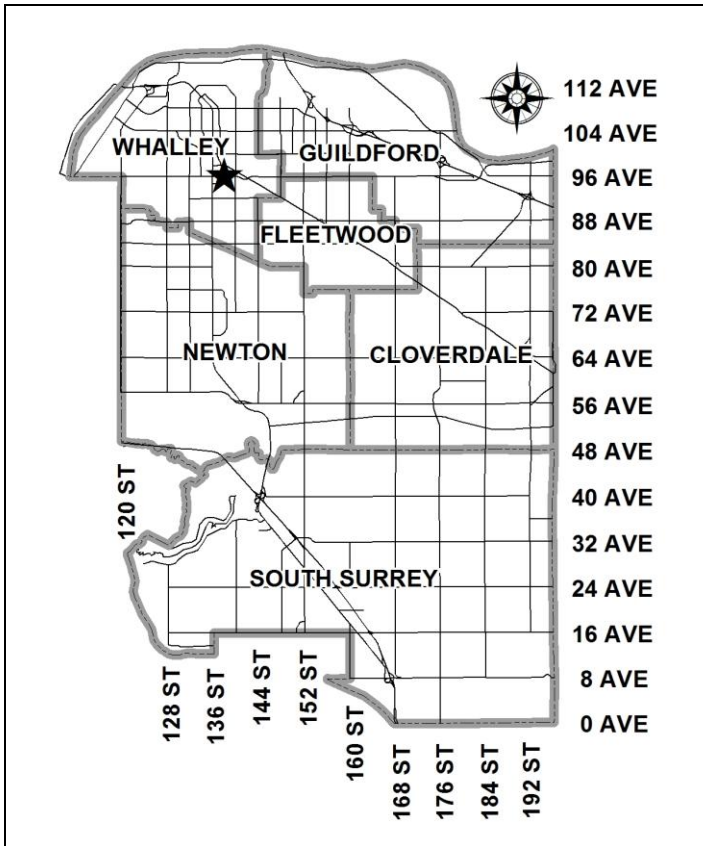 112 AVE
104 AVE
WHALLEY
GUILDFORD
96 AVE
88 AVE
FLEETWOOD
80 AVE
72 AVE
NEWTON
CLOVERDALE
64 AVE
56 AVE
48 AVE
120 ST
40 AVE
32 AVE
SOUTH SURREY
24 AVE
16 AVE
8 AVE
0 AVE
128 ST
136 ST
144 ST
152 ST
160 ST
168 ST
176 ST
184 ST
192 ST